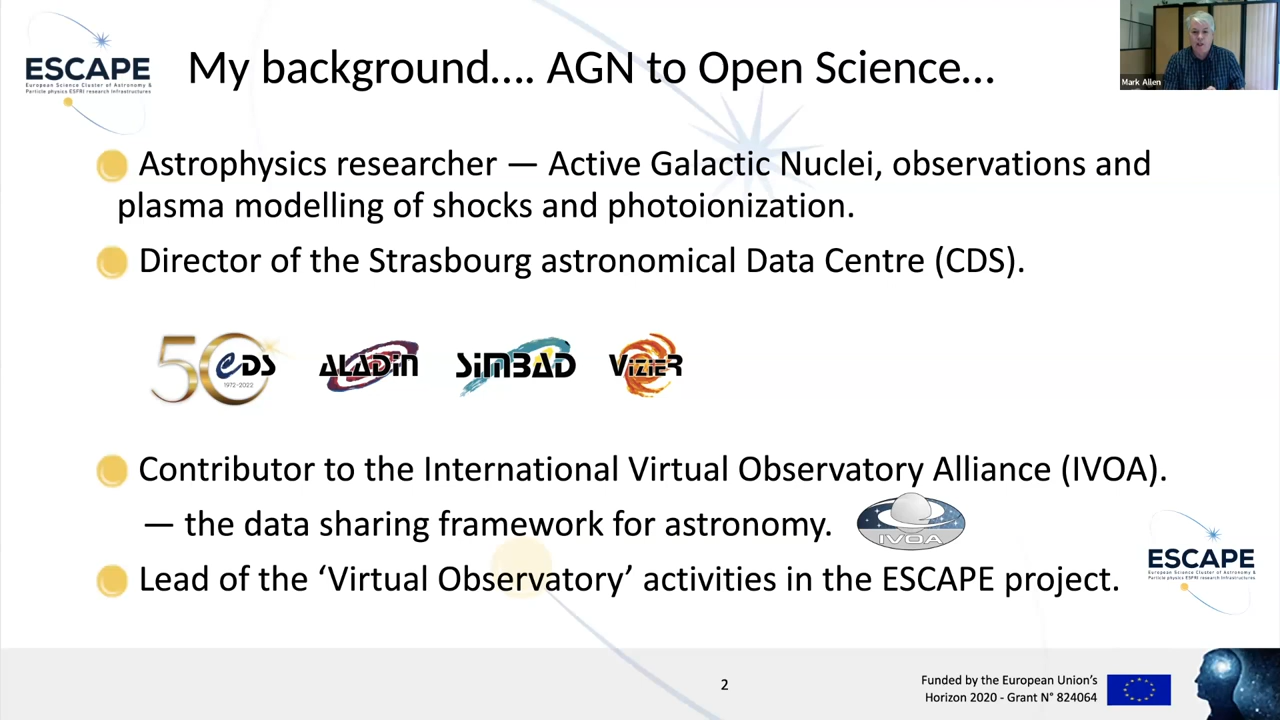 ESCAPE
European Science Cluster of Astronomy &
Particle physics ESFRI research Infrastructures
My background.... AGN to Open Science...
Mark Allen
Astrophysics researcher — Active Galactic Nuclei, observations and
plasma modelling of shocks and photoionization.
Director of the Strasbourg astronomical Data Centre (CDS).
50 CDS
1972-2022
ALADIN
SIMBAD
VIZIER
Contributor to the International Virtual Observatory Alliance (IVOA).
— the data sharing framework for astronomy.
IVOA
ESCAPE
European Science Cluster of Astronomy &
Particle physics ESFRI research Infrastructures
Lead of the ‘Virtual Observatory’ activities in the ESCAPE project.
2
Funded by the European Union’s
Horizon 2020 - Grant N° 824064